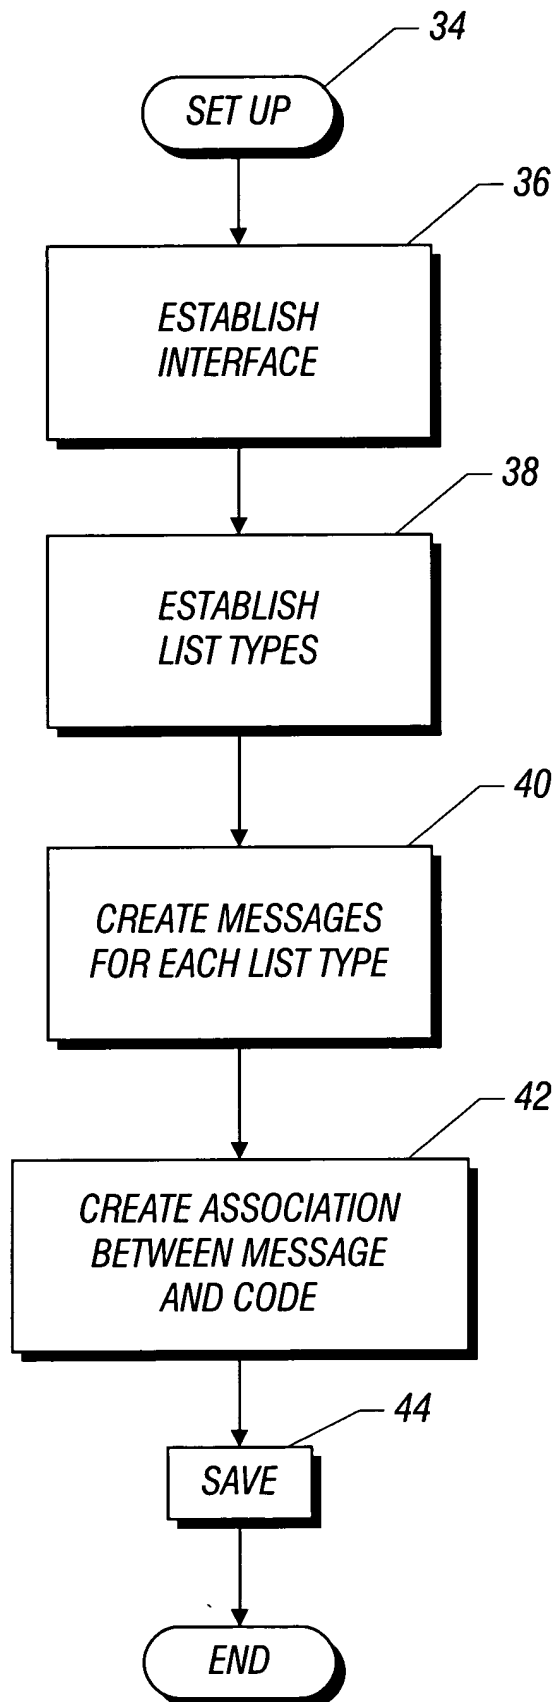 34
SET UP
36
ESTABLISH
INTERFACE
38
ESTABLISH
LIST TYPES
40
CREATE MESSAGES
FOR EACH LIST TYPE
42
CREATE ASSOCIATION
BETWEEN MESSAGE
AND CODE
44
SAVE
END